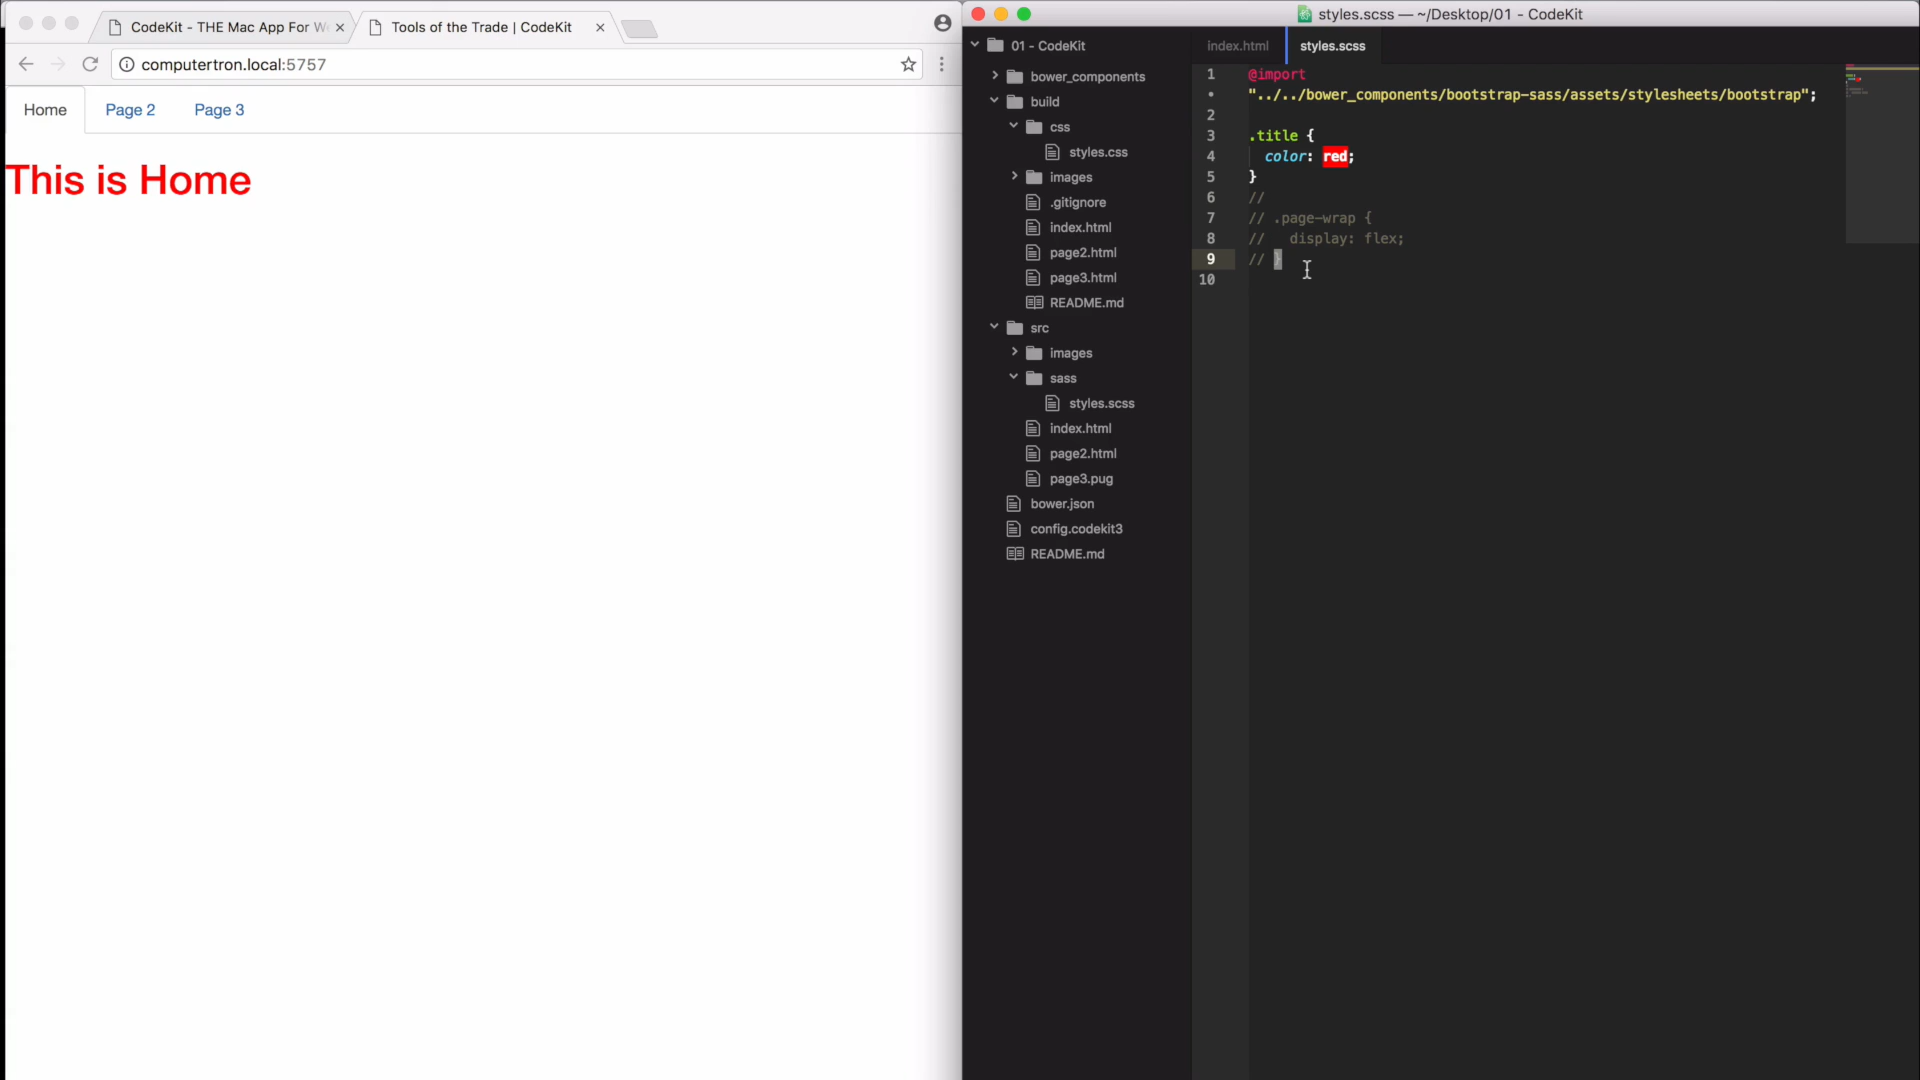 CodeKit - THE Mac App For W
Tools of the Trade | CodeKit
computertron.local:5757
Home
Page 2
Page 3
This is Home
styles.scss — ~/Desktop/01 - CodeKit
01 - CodeKit
bower_components
build
css
styles.css
images
.gitignore
index.html
page2.html
page3.html
README.md
src
images
sass
styles.scss
index.html
page2.html
page3.pug
bower.json
config.codekit3
README.md
index.html
styles.scss
1 @import
• "../../bower_components/bootstrap-sass/assets/stylesheets/bootstrap";
2
3 .title {
4 color: red;
5 }
6 //
7 // .page-wrap {
8 // display: flex;
9 // }
10